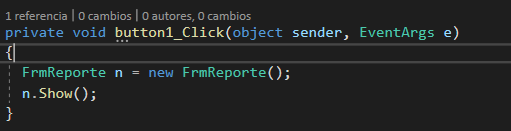 1 referencia | 0 cambios | 0 autores, 0 cambios
private void button1_Click(object sender, EventArgs e)
{
FrmReporte n = new FrmReporte();
n.Show();
}